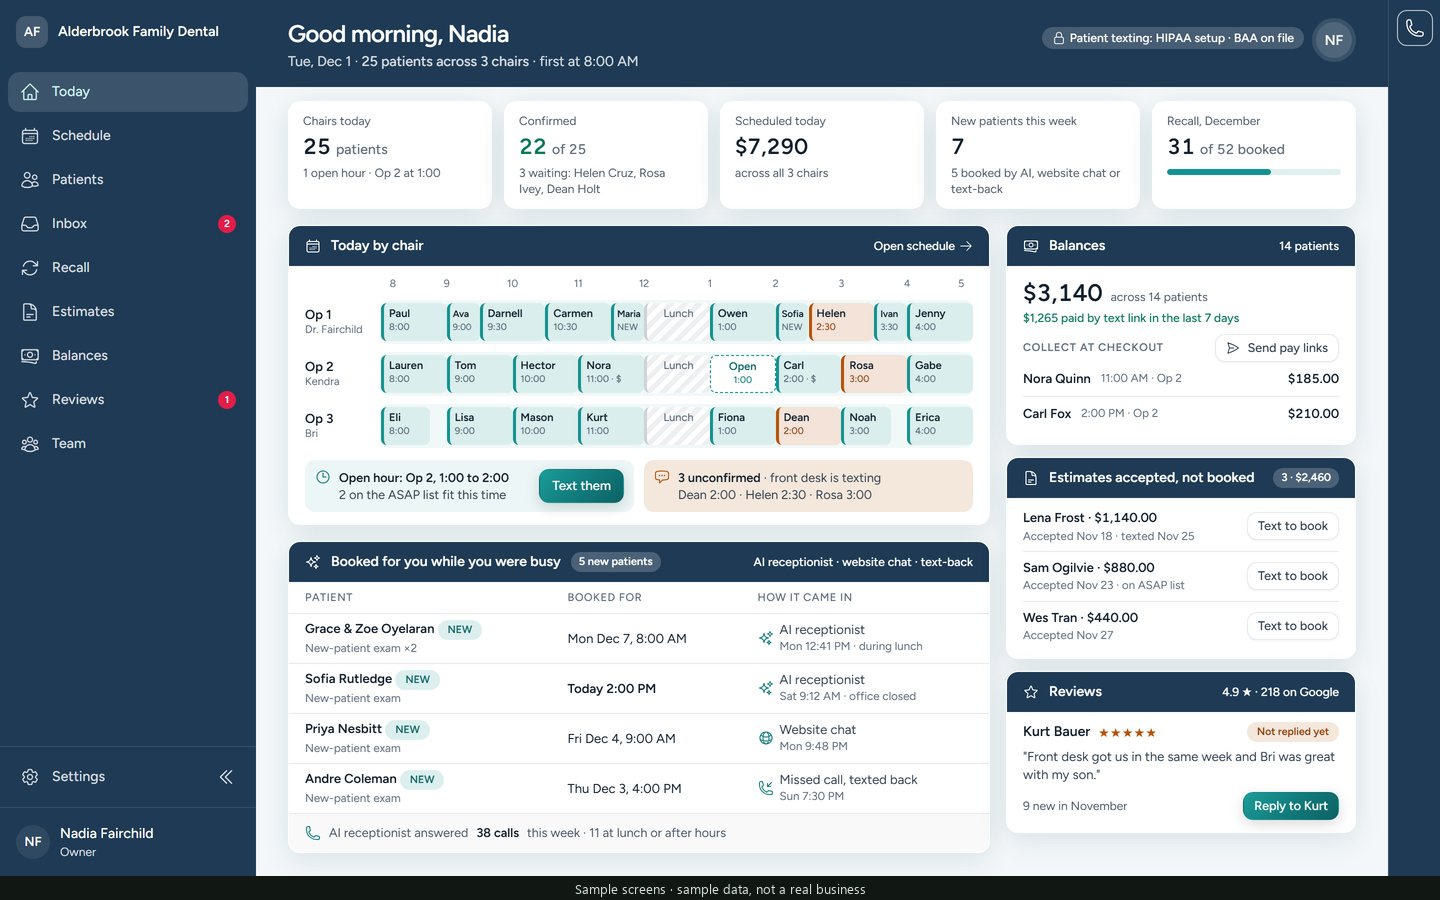 AF Alderbrook Family Dental
Today
Schedule
Patients
Inbox 2
Recall
Estimates
Balances
Reviews 1
Team
Settings
NF Nadia Fairchild
Owner
Good morning, Nadia
Tue, Dec 1 · 25 patients across 3 chairs · first at 8:00 AM
Patient texting: HIPAA setup · BAA on file
NF
Chairs today
25 patients
1 open hour · Op 2 at 1:00
Confirmed
22 of 25
3 waiting: Helen Cruz, Rosa
Ivey, Dean Holt
Scheduled today
$7,290
across all 3 chairs
New patients this week
7
5 booked by AI, website chat or
text-back
Recall, December
31 of 52 booked
Today by chair
Open schedule →
8 9 10 11 12 1 2 3 4 5
Op 1
Dr. Fairchild
Paul
8:00
Ava
9:00
Darnell
9:30
Carmen
10:30
Maria
NEW
Lunch
Owen
1:00
Sofia
NEW
Helen
2:30
Ivan
3:30
Jenny
4:00
Op 2
Kendra
Lauren
8:00
Tom
9:00
Hector
10:00
Nora
11:00 · $
Lunch
Open
1:00
Carl
2:00 · $
Rosa
3:00
Gabe
4:00
Op 3
Bri
Eli
8:00
Lisa
9:00
Mason
10:00
Kurt
11:00
Lunch
Fiona
1:00
Dean
2:00
Noah
3:00
Erica
4:00
Open hour: Op 2, 1:00 to 2:00
2 on the ASAP list fit this time
Text them
3 unconfirmed · front desk is texting
Dean 2:00 · Helen 2:30 · Rosa 3:00
Booked for you while you were busy 5 new patients
AI receptionist · website chat · text-back
PATIENT BOOKED FOR HOW IT CAME IN
Grace & Zoe Oyelaran NEW
New-patient exam ×2
Mon Dec 7, 8:00 AM
AI receptionist
Mon 12:41 PM · during lunch
Sofia Rutledge NEW
New-patient exam
Today 2:00 PM
AI receptionist
Sat 9:12 AM · office closed
Priya Nesbitt NEW
New-patient exam
Fri Dec 4, 9:00 AM
Website chat
Mon 9:48 PM
Andre Coleman NEW
New-patient exam
Thu Dec 3, 4:00 PM
Missed call, texted back
Sun 7:30 PM
AI receptionist answered 38 calls this week · 11 at lunch or after hours
Balances
14 patients
$3,140 across 14 patients
$1,265 paid by text link in the last 7 days
COLLECT AT CHECKOUT
Send pay links
Nora Quinn 11:00 AM · Op 2 $185.00
Carl Fox 2:00 PM · Op 2 $210.00
Estimates accepted, not booked 3 · $2,460
Lena Frost · $1,140.00
Accepted Nov 18 · texted Nov 25
Text to book
Sam Ogilvie · $880.00
Accepted Nov 23 · on ASAP list
Text to book
Wes Tran · $440.00
Accepted Nov 27
Text to book
Reviews
4.9 ★ · 218 on Google
Kurt Bauer ★★★★★
Not replied yet
"Front desk got us in the same week and Bri was great
with my son."
9 new in November
Reply to Kurt
Sample screens · sample data, not a real business